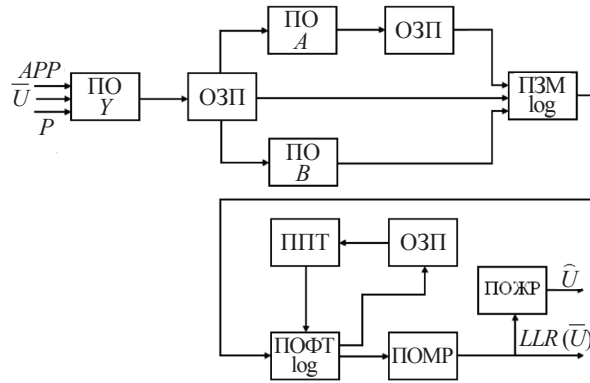 ПО
A
ОЗП
APP
U
P
ПО
Y
ОЗП
ПЗМ
log
ПО
B
ППТ
ОЗП
ПОЖР
Û
ПОФТ
log
ПОМР
LLR (U̅)